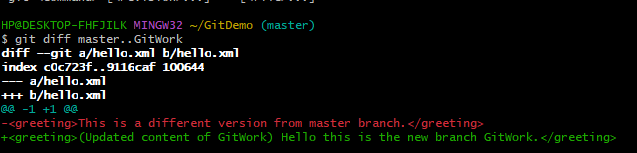 HP@DESKTOP-FHFJILK MINGW32 ~/GitDemo (master)
$ git diff master..GitWork
diff --git a/hello.xml b/hello.xml
index c0c723f..9116caf 100644
--- a/hello.xml
+++ b/hello.xml
@@ -1 +1 @@
-<greeting>This is a different version from master branch.</greeting>
+<greeting>(Updated content of GitWork) Hello this is the new branch GitWork.</greeting>